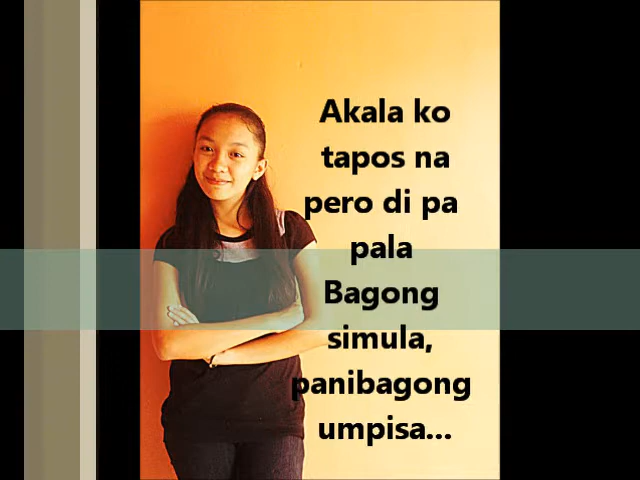 Akala ko
tapos na
pero di pa
pala
Bagong
simula,
panibagong
umpisa...